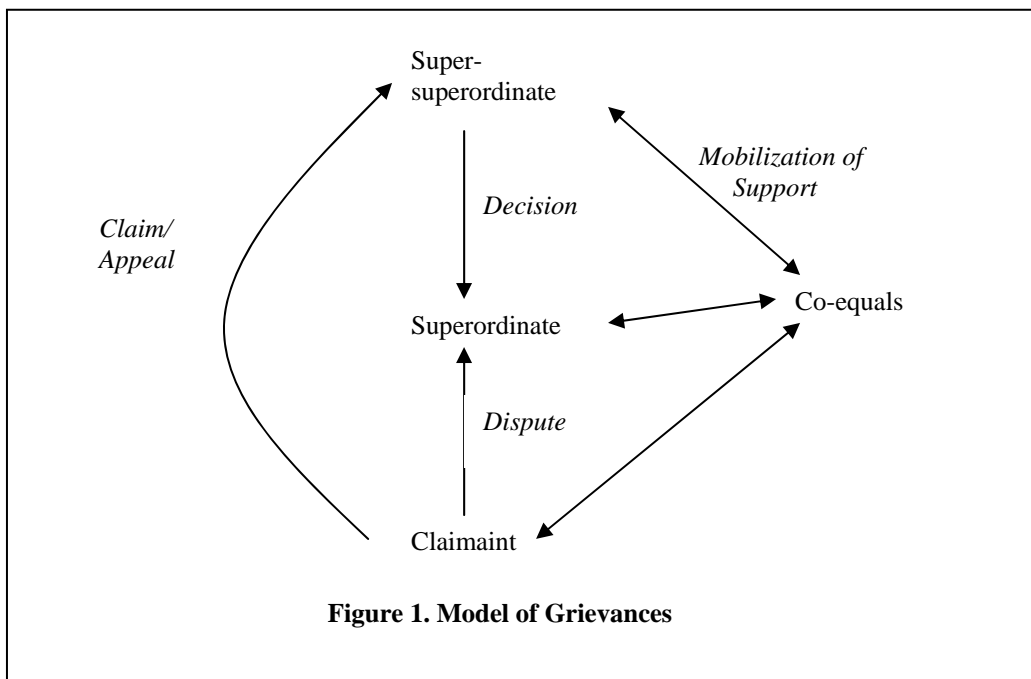 Super-
superordinate
Mobilization of
Support
Decision
Claim/
Appeal
Co-equals
Superordinate
Dispute
Claimaint
Figure 1. Model of Grievances